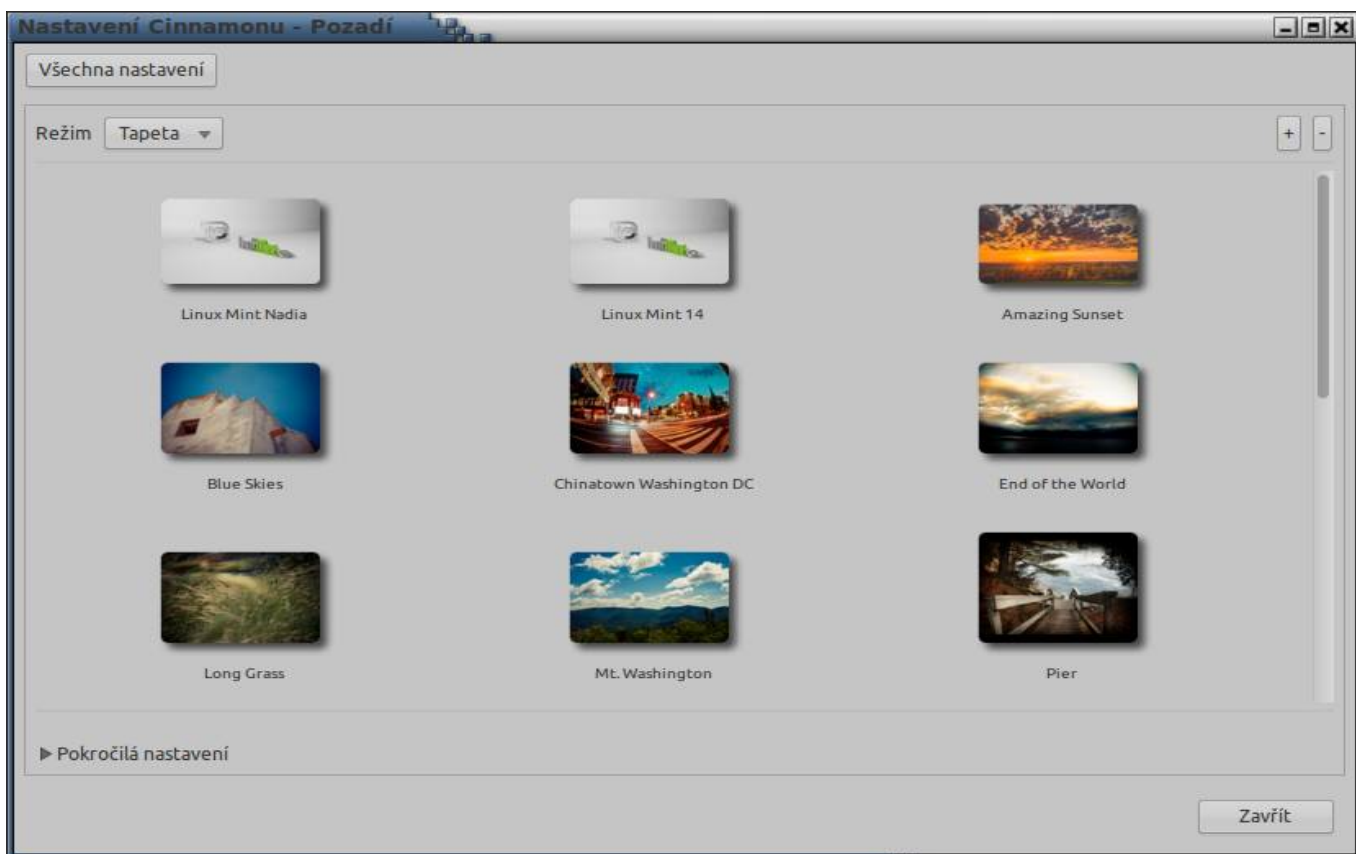 Nastavení Cinnamonu - Pozadí
Všechna nastavení
Režim Tapeta + -
Linux Mint Nadia Linux Mint 14 Amazing Sunset
Blue Skies Chinatown Washington DC End of the World
Long Grass Mt. Washington Pier
Pokročilá nastavení
Zavřít